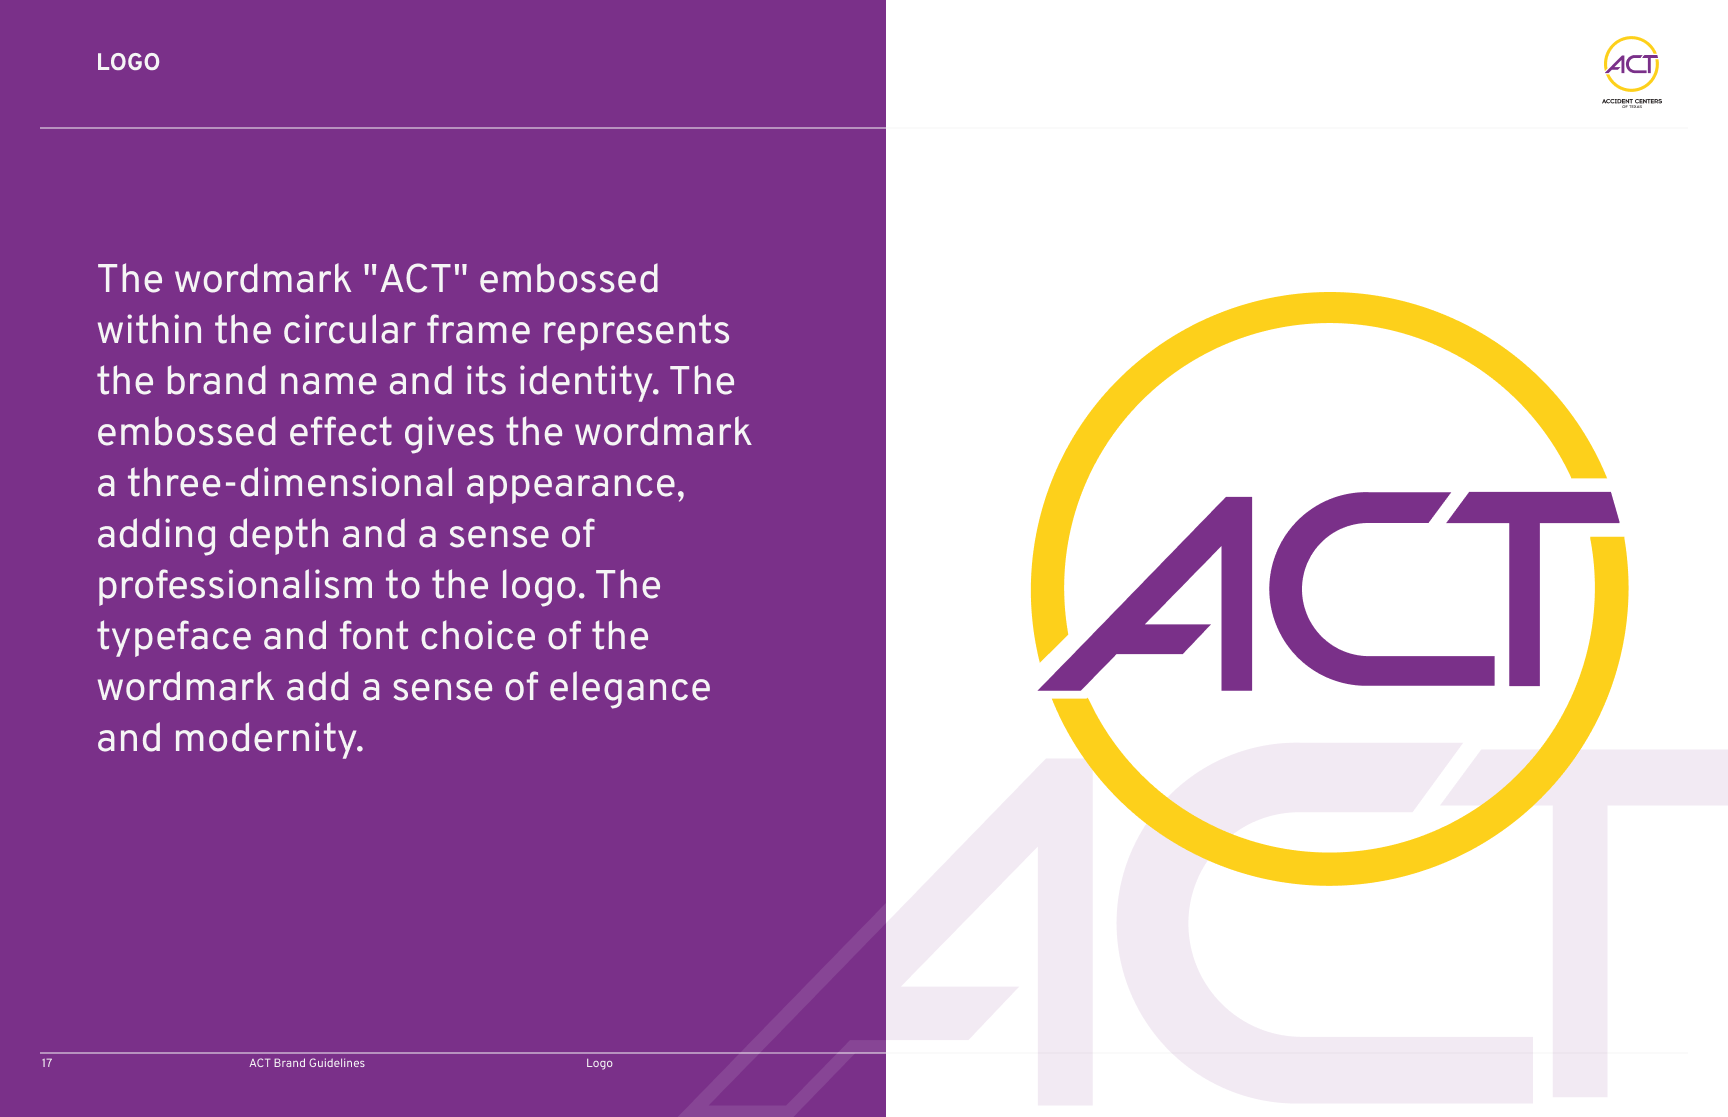 LOGO
ACT
ACCIDENT CENTERS
OF TEXAS
The wordmark "ACT" embossed
within the circular frame represents
the brand name and its identity. The
embossed effect gives the wordmark
a three-dimensional appearance,
adding depth and a sense of
professionalism to the logo. The
typeface and font choice of the
wordmark add a sense of elegance
and modernity.
ACT
ACT
17
ACT Brand Guidelines
Logo